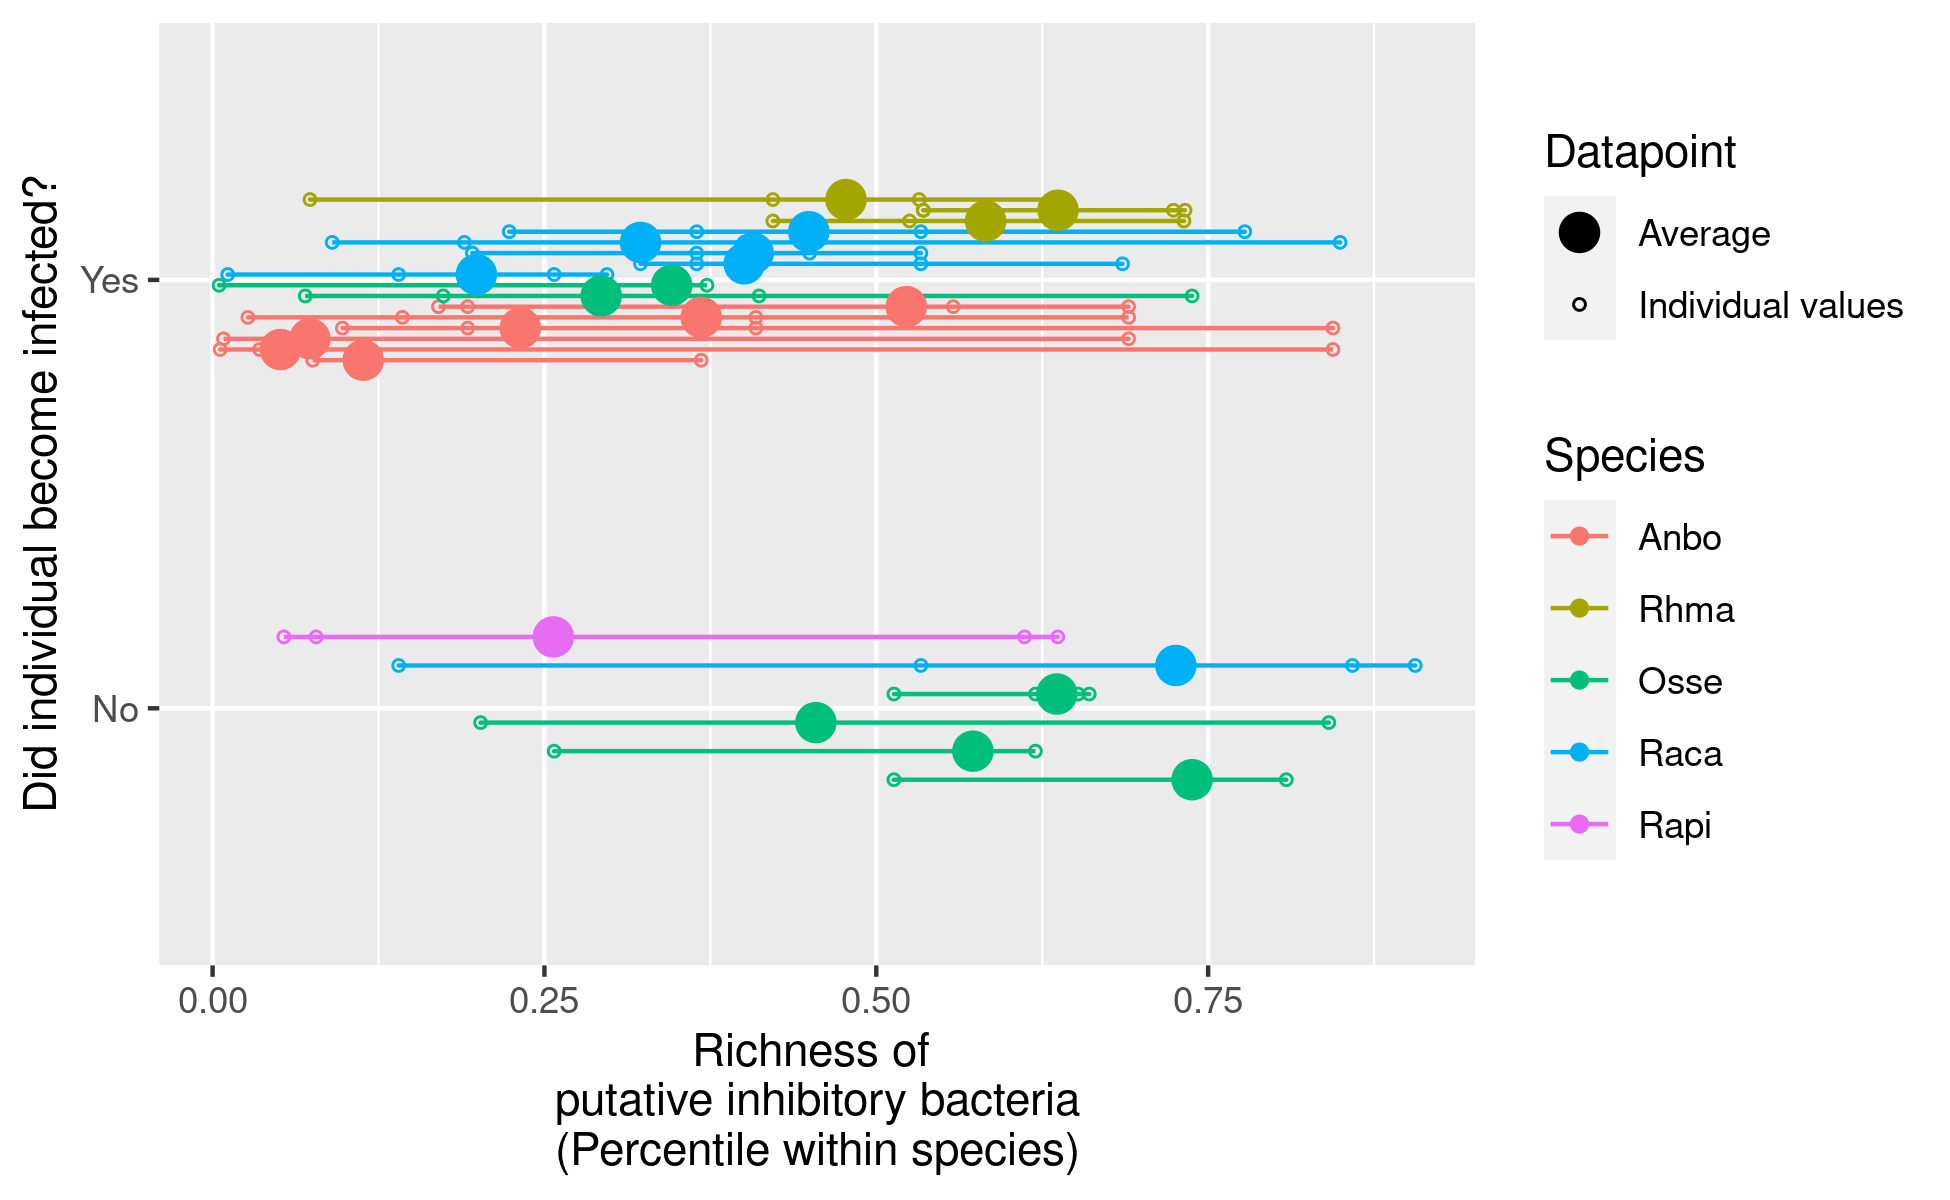 Did individual become infected?
Yes
No
0.00
0.25
0.50
0.75
Richness of
putative inhibitory bacteria
(Percentile within species)
Datapoint
Average
Individual values
Species
Anbo
Rhma
Osse
Raca
Rapi